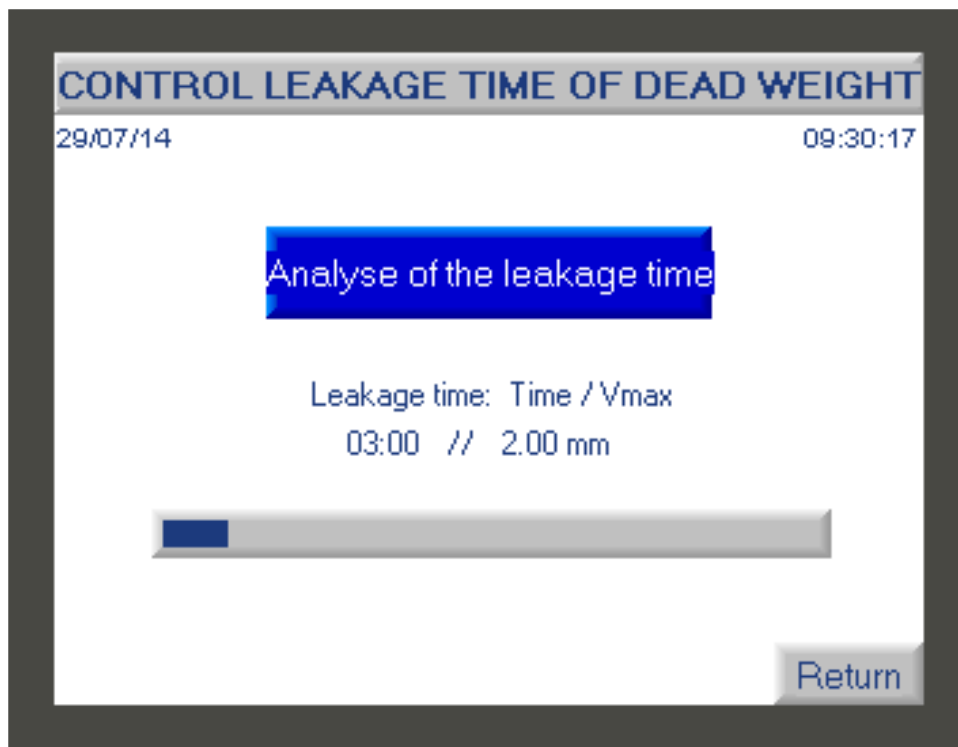 CONTROL LEAKAGE TIME OF DEAD WEIGHT
29/07/14 09:30:17
Analyse of the leakage time
Leakage time: Time / Vmax
03:00 // 2.00 mm
Return